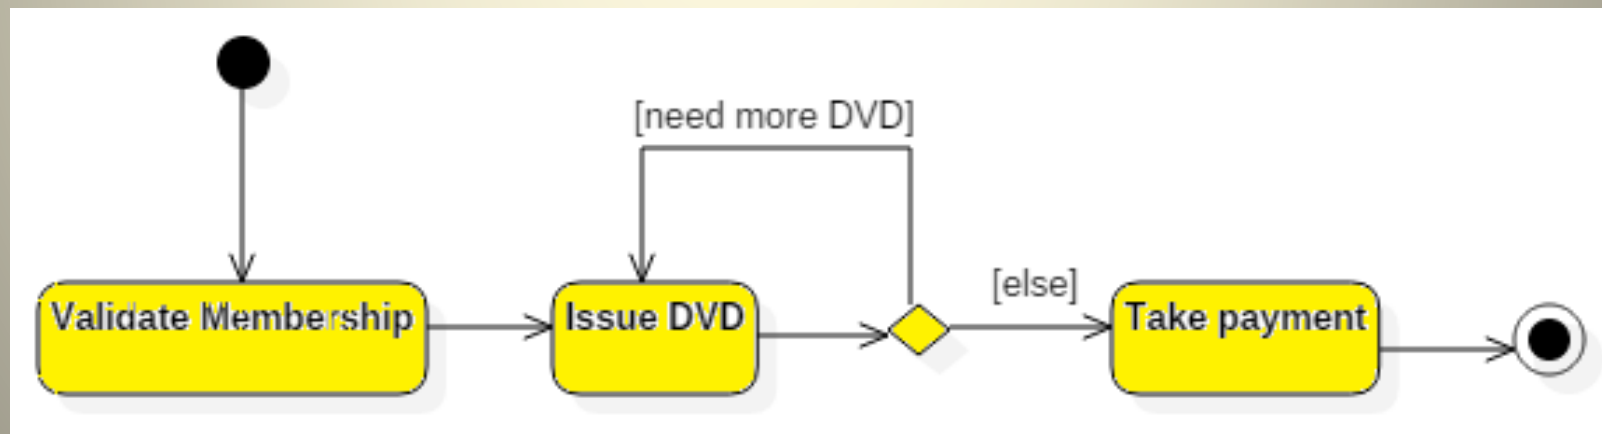 [need more DVD]
[else]
Validate Membership
Issue DVD
Take payment